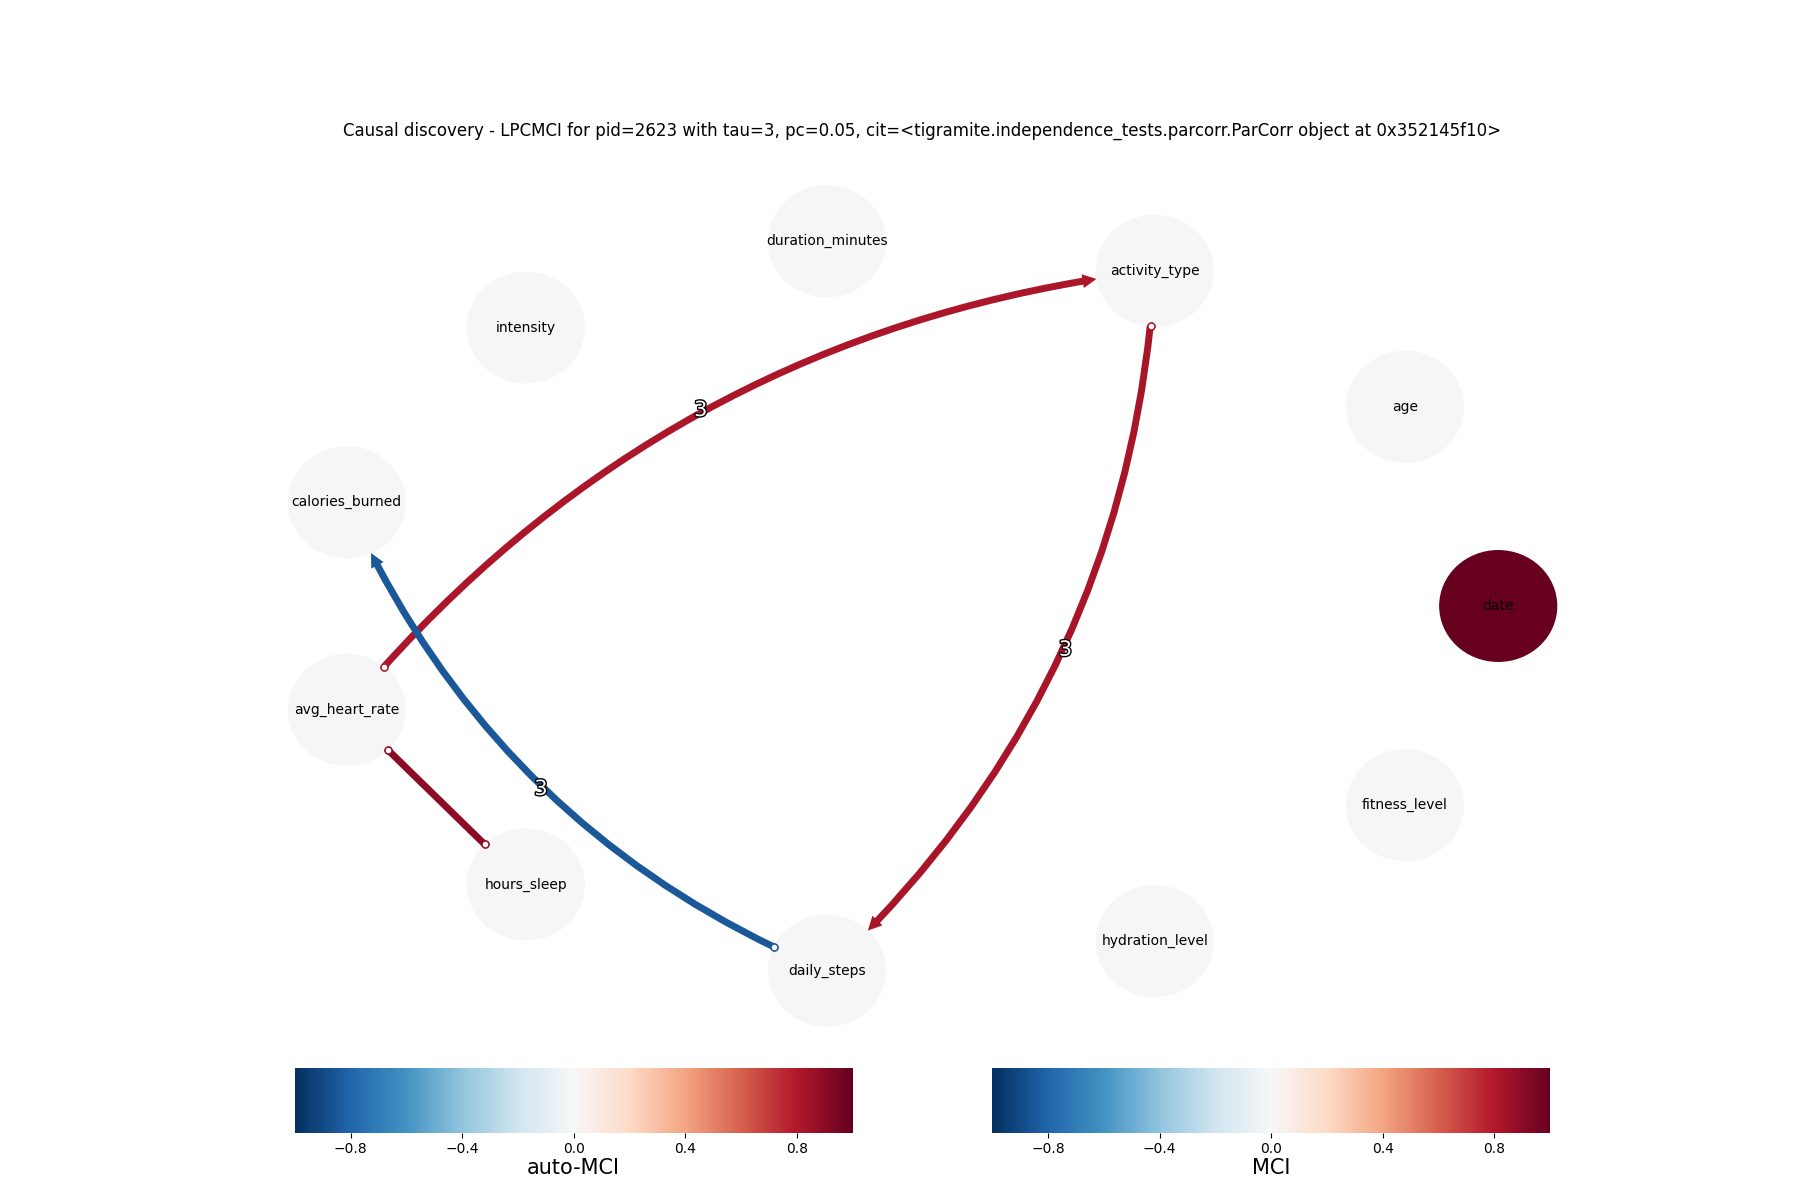 Causal discovery - LPCMCI for pid=2623 with tau=3, pc=0.05, cit=<tigramite.independence_tests.parcorr.ParCorr object at 0x352145f10>
duration_minutes
activity_type
intensity
age
3
calories_burned
date
3
avg_heart_rate
3
fitness_level
hours_sleep
hydration_level
daily_steps
−0.8 −0.4 0.0 0.4 0.8
auto-MCI
−0.8 −0.4 0.0 0.4 0.8
MCI